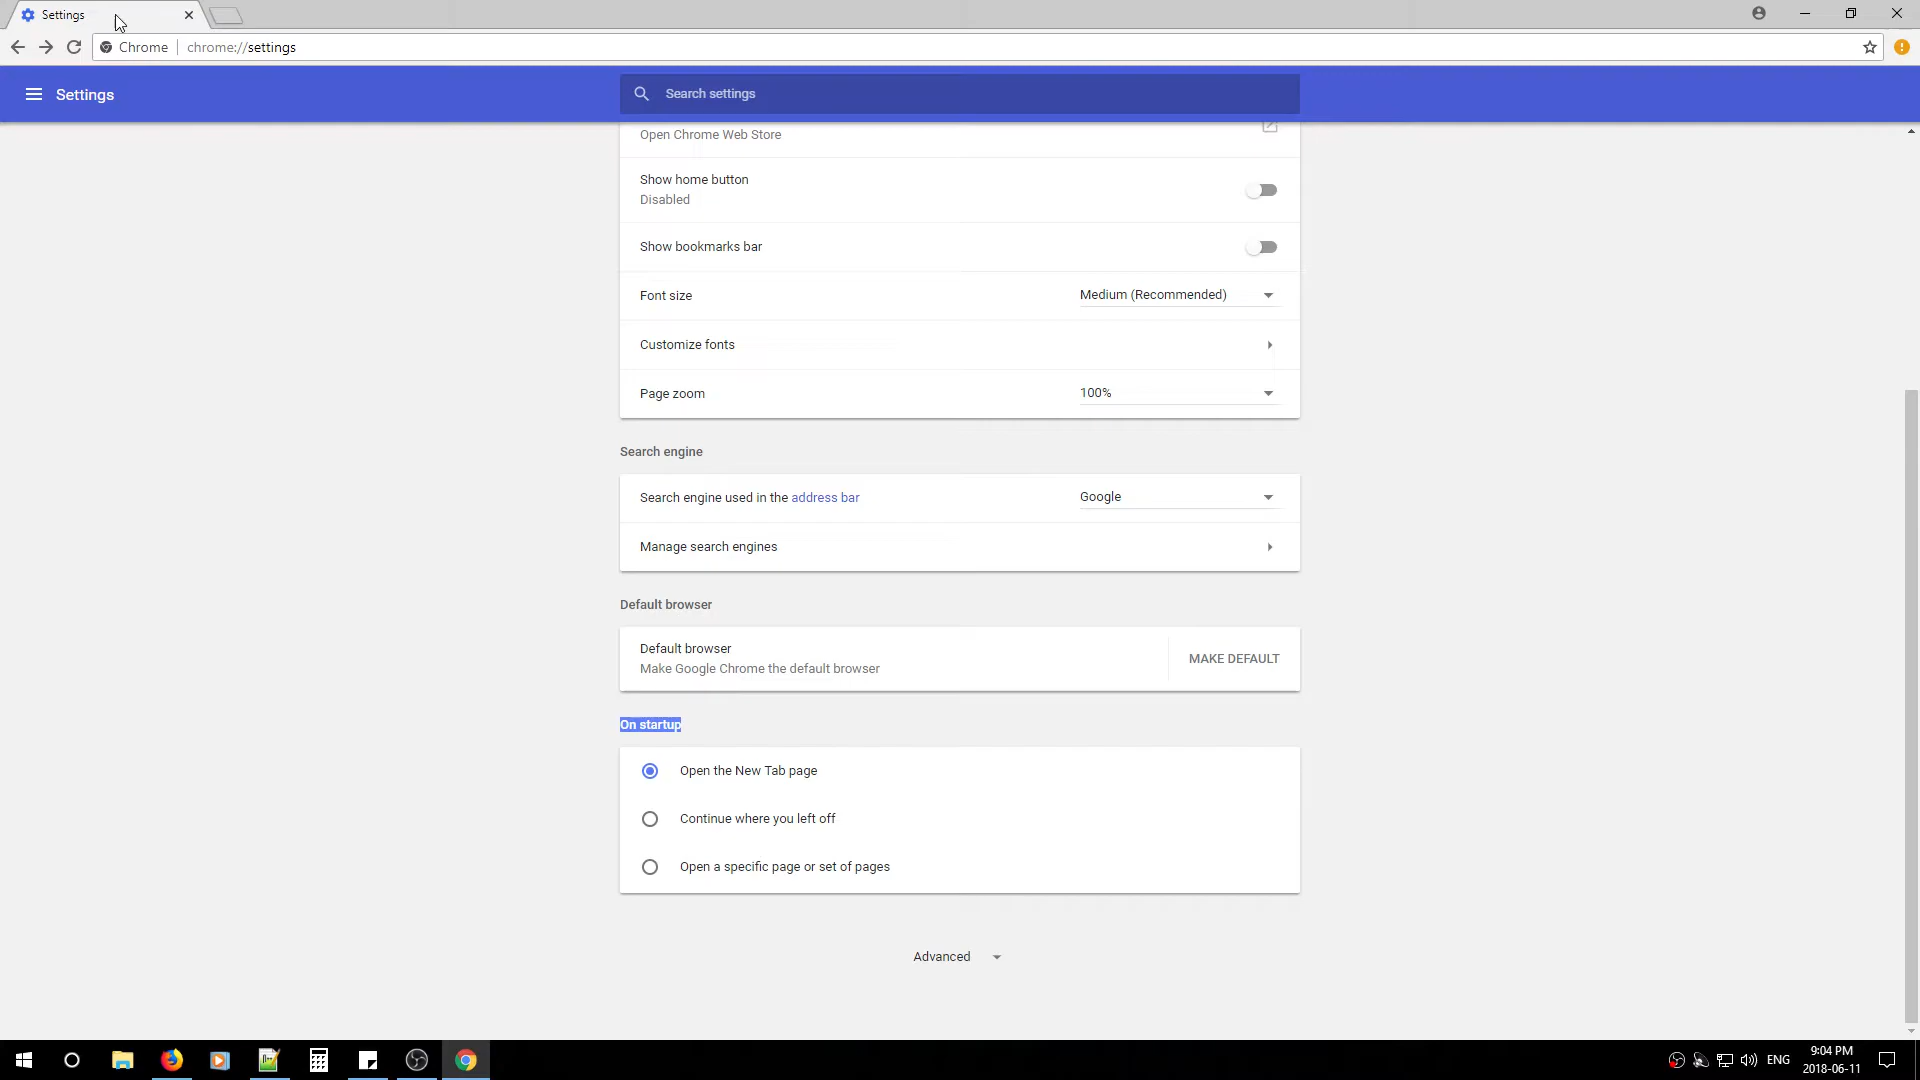 Settings
Chrome chrome://settings
Settings
Search settings
Open Chrome Web Store
Show home button
Disabled
Show bookmarks bar
Font size Medium (Recommended)
Customize fonts
Page zoom 100%
Search engine
Search engine used in the address bar Google
Manage search engines
Default browser
Default browser
Make Google Chrome the default browser
MAKE DEFAULT
On startup
Open the New Tab page
Continue where you left off
Open a specific page or set of pages
Advanced
ENG
9:04 PM
2018-06-11